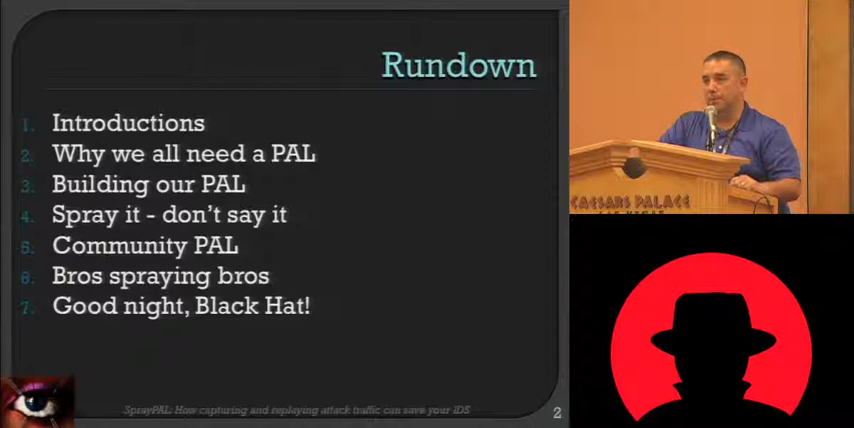 Rundown
1. Introductions
2. Why we all need a PAL
3. Building our PAL
4. Spray it - don't say it
5. Community PAL
6. Bros spraying bros
7. Good night, Black Hat!
SprayPAL: How capturing and replaying attack traffic can save your IDS
2
CAESARS PALACE
LAS VEGAS